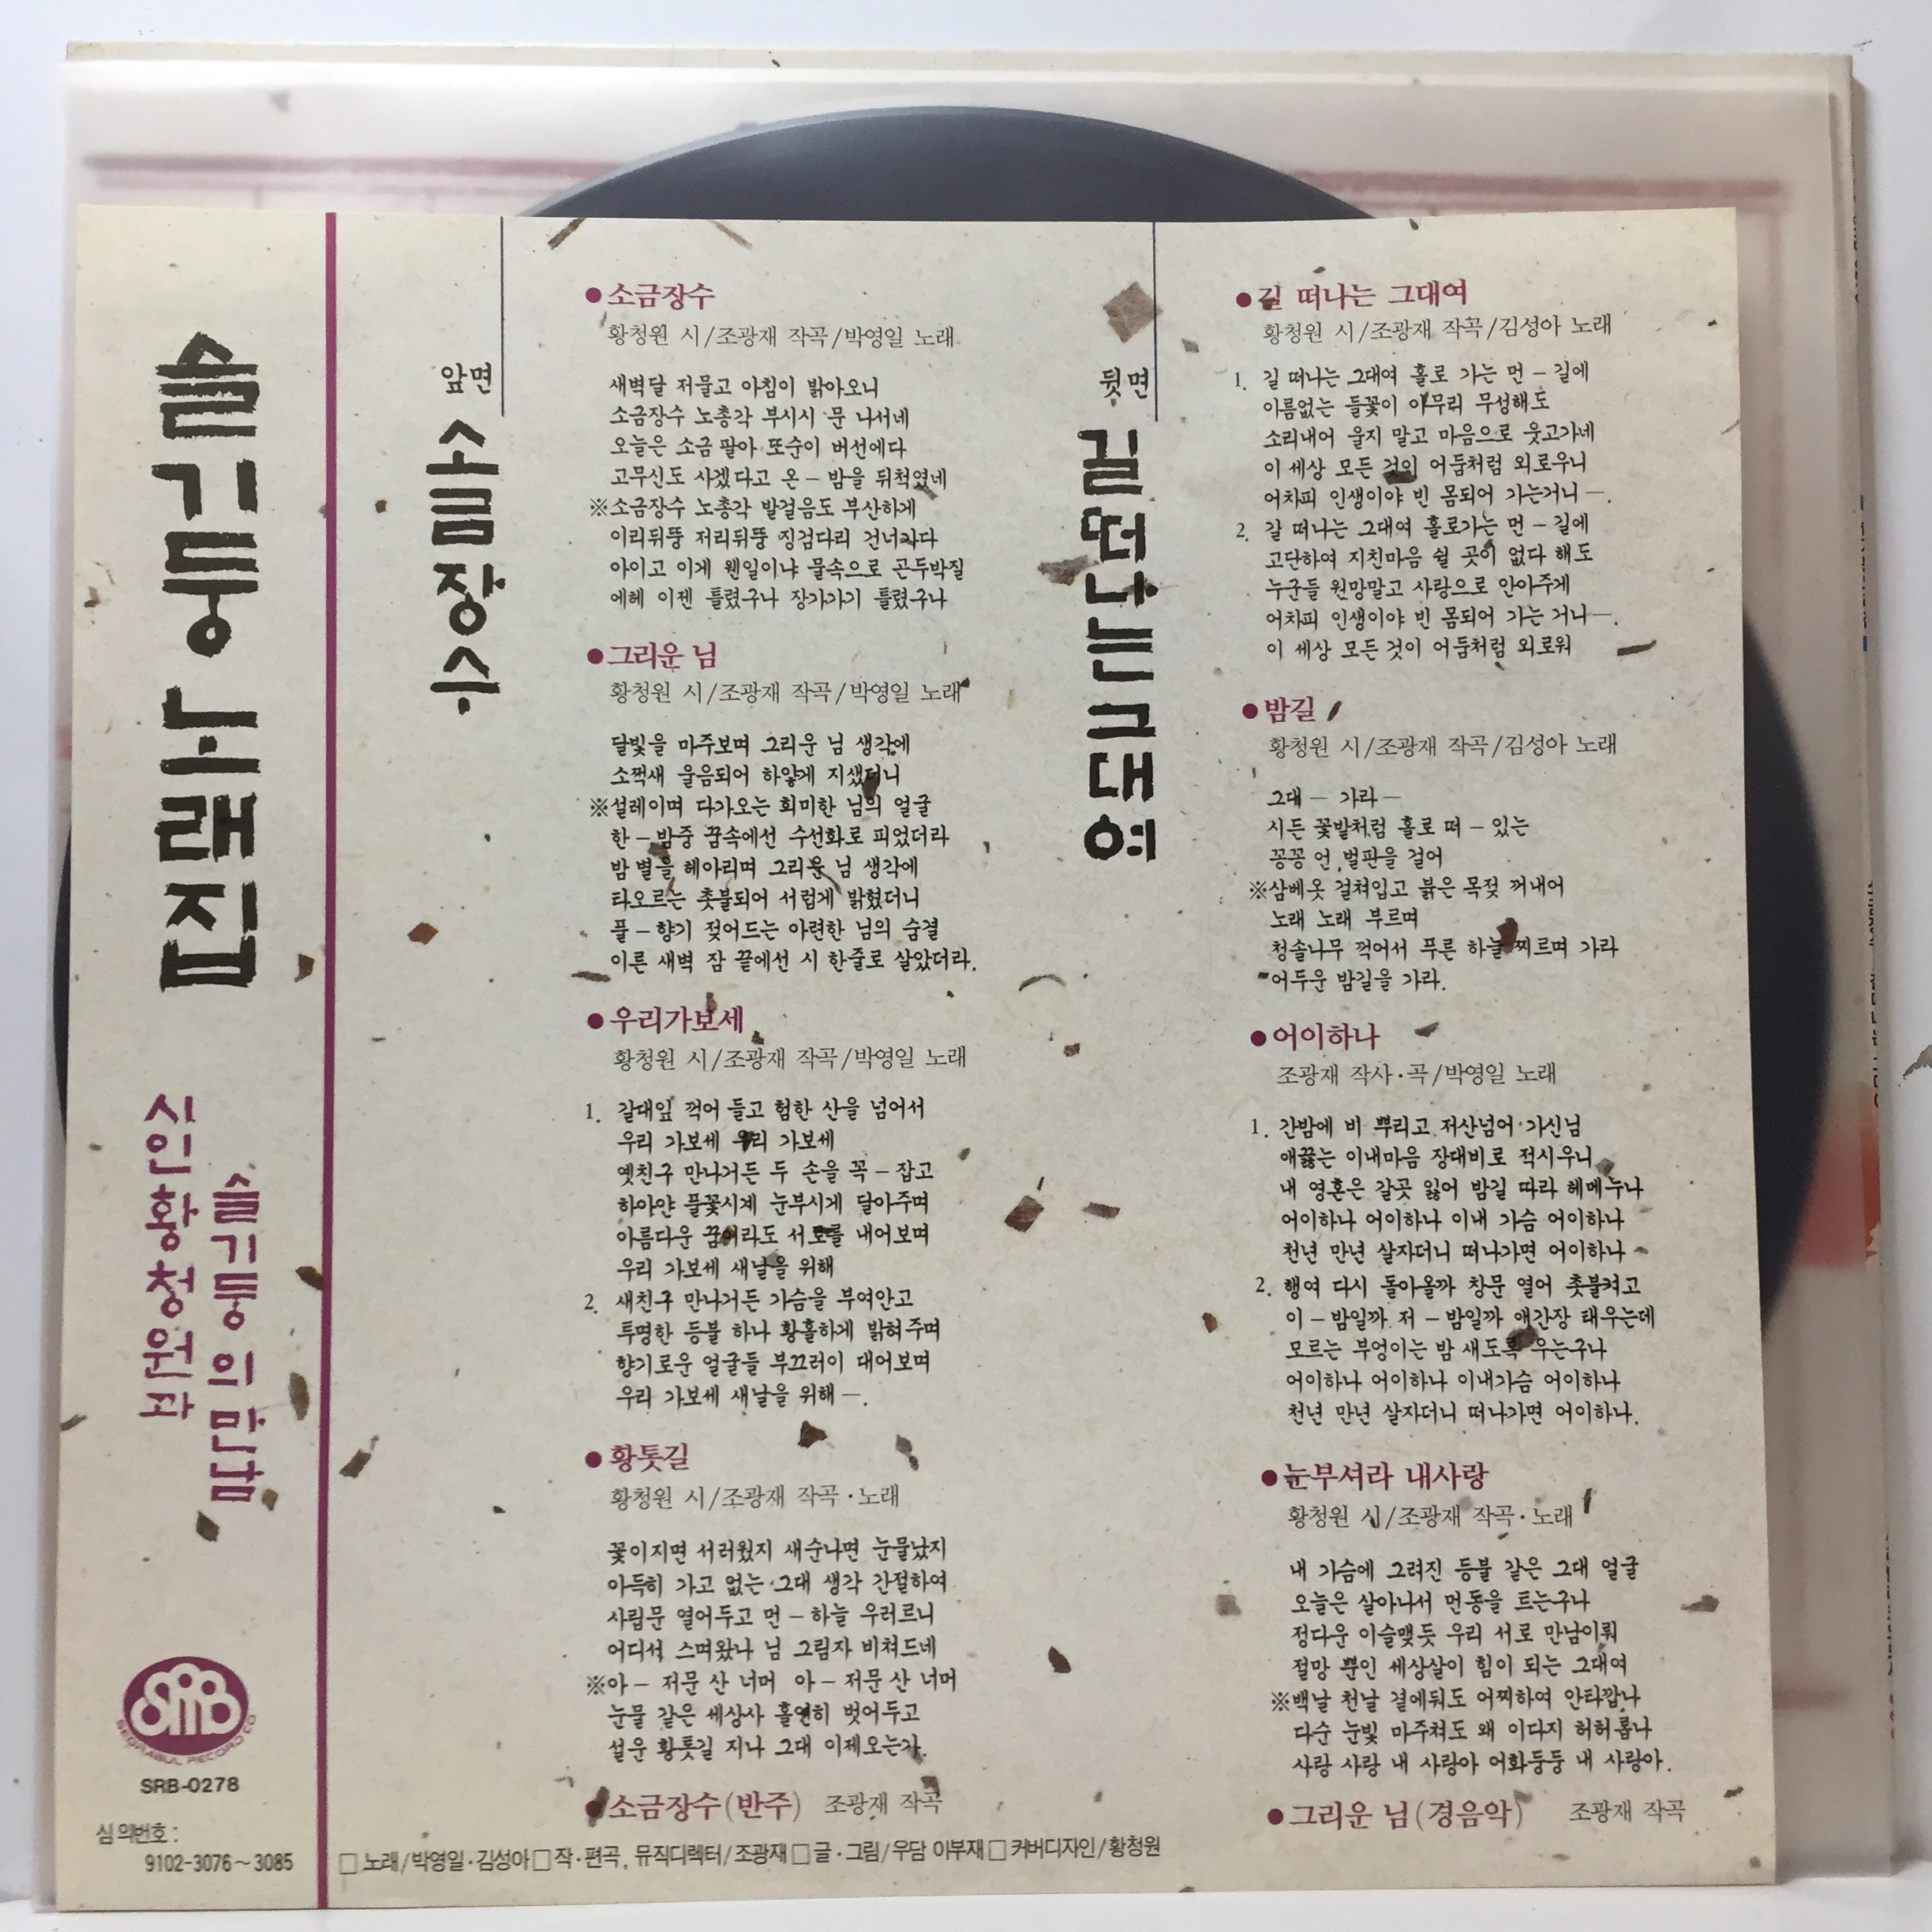 슬기둥 노래집
시인 황청원과
슬기둥의 만남
SRB
SEORABUL RECORD CO
SRB-0278
심의번호:
9102-3076~3085
앞면
소금장수
●소금장수
황청원 시/조광재 작곡/박영일 노래
새벽달 저물고 아침이 밝아오니
소금장수 노총각 부시시 문 나서네
오늘은 소금 팔아 또순이 버선에다
고무신도 사겠다고 온-밤을 뒤척였네
※소금장수 노총각 발걸음도 부산하게
이리뒤뚱 저리뒤뚱 징검다리 건너가다
아이고 이게 웬일이냐 물속으로 곤두박질
에헤 이젠 틀렸구나 장가가기 틀렸구나
●그리운 님
황청원 시/조광재 작곡/박영일 노래
달빛을 마주보며 그리운 님 생각에
소쩍새 울음되어 하얗게 지샜더니
※설레이며 다가오는 희미한 님의 얼굴
한-밤중 꿈속에선 수선화로 피었더라
밤 별을 헤아리며 그리운 님 생각에
타오르는 촛불되어 서럽게 밝혔더니
풀-향기 젖어드는 아련한 님의 숨결
이른 새벽 잠 끝에선 시 한줄로 살았더라.
●우리가보세
황청원 시/조광재 작곡/박영일 노래
1. 갈대잎 꺾어 들고 험한 산을 넘어서
우리 가보세 우리 가보세
옛친구 만나거든 두 손을 꼭-잡고
하아얀 풀꽃시계 눈부시게 달아주며
아름다운 꿈이라도 서로를 내어보며
우리 가보세 새날을 위해
2. 새친구 만나거든 가슴을 부여안고
투명한 등불 하나 황홀하게 밝혀주며
향기로운 얼굴들 부끄러이 대어보며
우리 가보세 새날을 위해—.
●황톳길
황청원 시/조광재 작곡·노래
꽃이지면 서러웠지 새순나면 눈물났지
아득히 가고 없는 그대 생각 간절하여
사립문 열어두고 먼-하늘 우러르니
어디서 스며왔나 님 그림자 비쳐드네
※아- 저문 산 너머 아- 저문 산 너머
눈물 같은 세상사 홀연히 벗어두고
설운 황톳길 지나 그대 이제오는가.
●소금장수(반주) 조광재 작곡
뒷면
길떠나는그대여
●길 떠나는 그대여
황청원 시/조광재 작곡/김성아 노래
1. 길 떠나는 그대여 홀로 가는 먼-길에
이름없는 들꽃이 아무리 무성해도
소리내어 울지 말고 마음으로 웃고가네
이 세상 모든 것이 어둠처럼 외로우니
어차피 인생이야 빈 몸되어 가는거니—.
2. 갈 떠나는 그대여 홀로가는 먼-길에
고단하여 지친마음 쉴 곳이 없다 해도
누군들 원망말고 사랑으로 안아주게
어차피 인생이야 빈 몸되어 가는 거니—.
이 세상 모든 것이 어둠처럼 외로워
●밤길
황청원 시/조광재 작곡/김성아 노래
그대— 가라—
시든 꽃밭처럼 홀로 떠-있는
꽁꽁 언 벌판을 걸어
※삼베옷 걸쳐입고 붉은 목젖 꺼내어
노래 노래 부르며
청솔나무 꺾어서 푸른 하늘 찌르며 가라
어두운 밤길을 가라.
●어이하나
조광재 작사·곡/박영일 노래
1. 간밤에 비 뿌리고 저산넘어 가신님
애끓는 이내마음 장대비로 적시우니
내 영혼은 갈곳 잃어 밤길 따라 헤메누나
어이하나 어이하나 이내 가슴 어이하나
천년 만년 살자더니 떠나가면 어이하나
2. 행여 다시 돌아올까 창문 열어 촛불켜고
이-밤일까 저-밤일까 애간장 태우는데
모르는 부엉이는 밤 새도록 우는구나
어이하나 어이하나 이내가슴 어이하나
천년 만년 살자더니 떠나가면 어이하나.
●눈부셔라 내사랑
황청원 시/조광재 작곡·노래
내 가슴에 그려진 등불 같은 그대 얼굴
오늘은 살아나서 먼동을 트는구나
정다운 이슬맺듯 우리 서로 만남이뤄
절망 뿐인 세상살이 힘이 되는 그대여
※백날 천날 곁에둬도 어찌하여 안타깝나
다순 눈빛 마주쳐도 왜 이다지 허허롭나
사랑 사랑 내 사랑아 어화둥둥 내 사랑아.
●그리운 님(경음악) 조광재 작곡
□노래/박영일·김성아□작·편곡, 뮤직디렉터/조광재□글·그림/우담 이부재□커버디자인/황청원